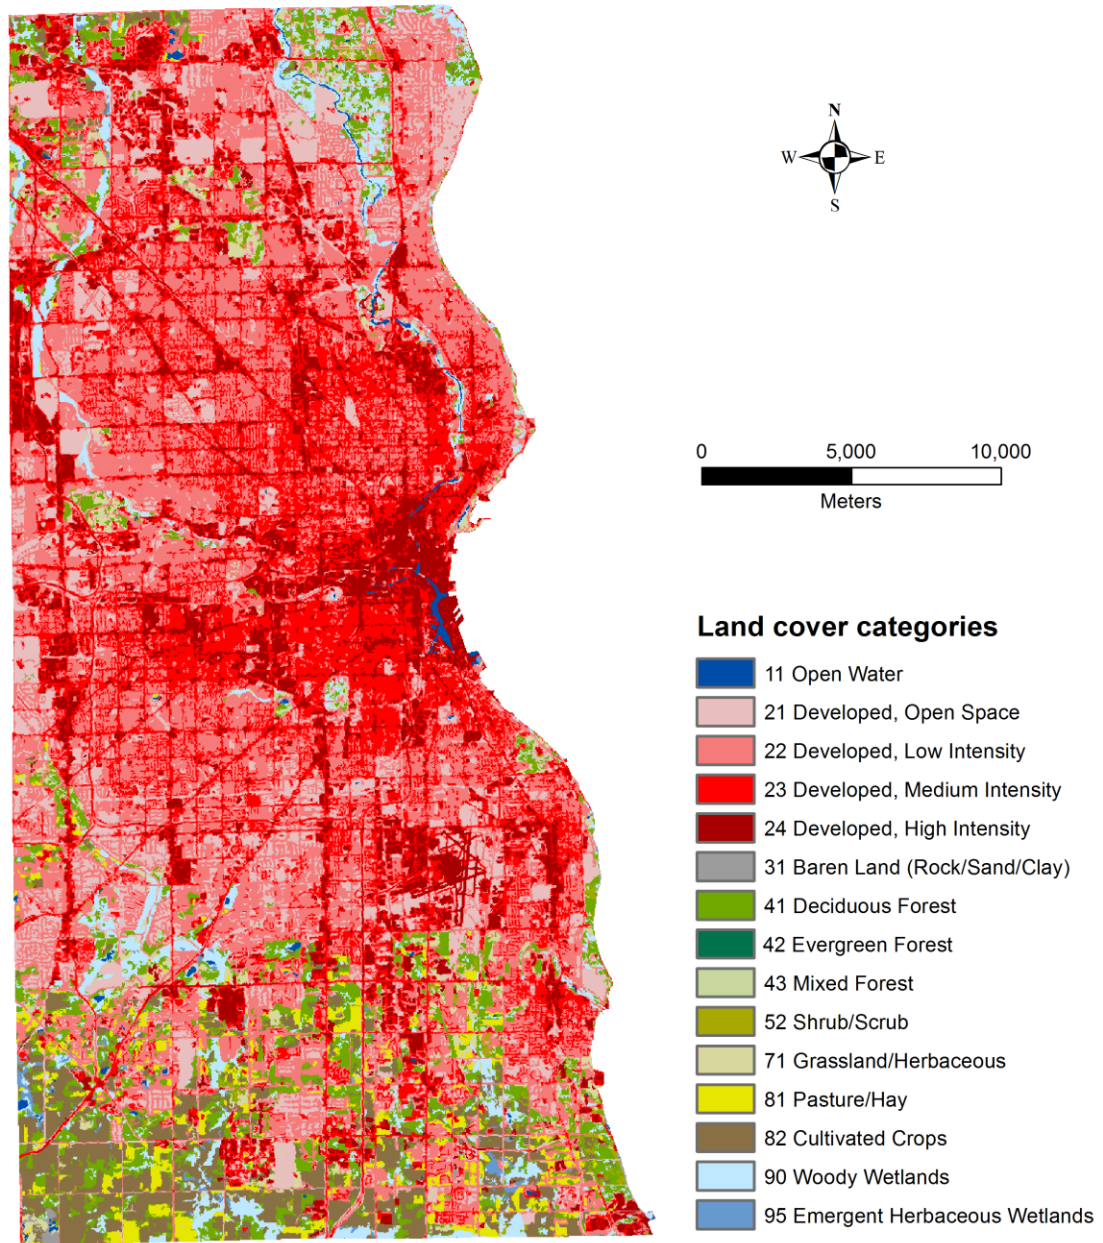 N
W E
S
0 5,000 10,000
Meters
Land cover categories
11 Open Water
21 Developed, Open Space
22 Developed, Low Intensity
23 Developed, Medium Intensity
24 Developed, High Intensity
31 Baren Land (Rock/Sand/Clay)
41 Deciduous Forest
42 Evergreen Forest
43 Mixed Forest
52 Shrub/Scrub
71 Grassland/Herbaceous
81 Pasture/Hay
82 Cultivated Crops
90 Woody Wetlands
95 Emergent Herbaceous Wetlands